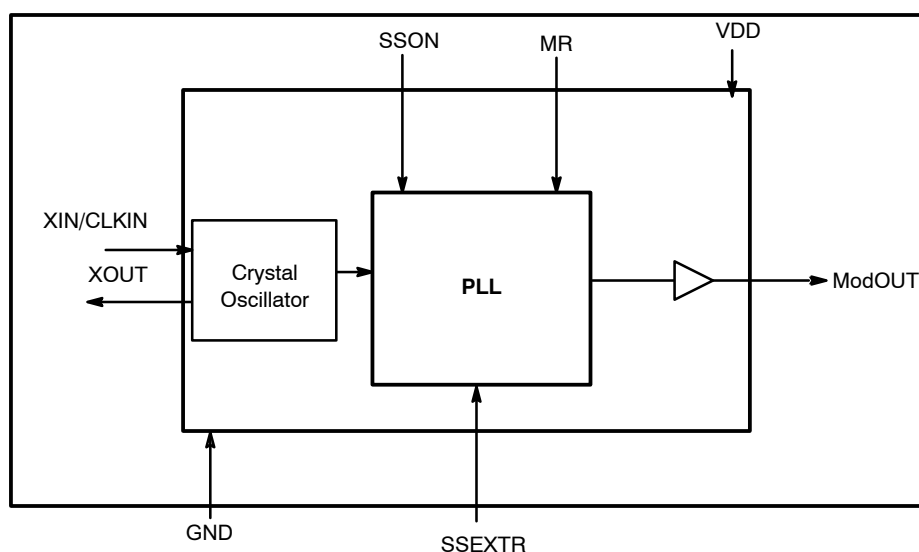 SSON
MR
VDD
XIN/CLKIN
XOUT
Crystal
Oscillator
PLL
ModOUT
GND
SSEXTR